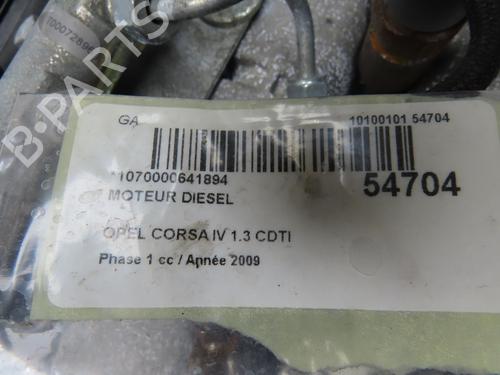 T0007289
B-PARTS
GA
10100101 54704
*1070000641894
54704
MOTEUR DIESEL
OPEL CORSA IV 1.3 CDTI
Phase 1 cc / Année 2009